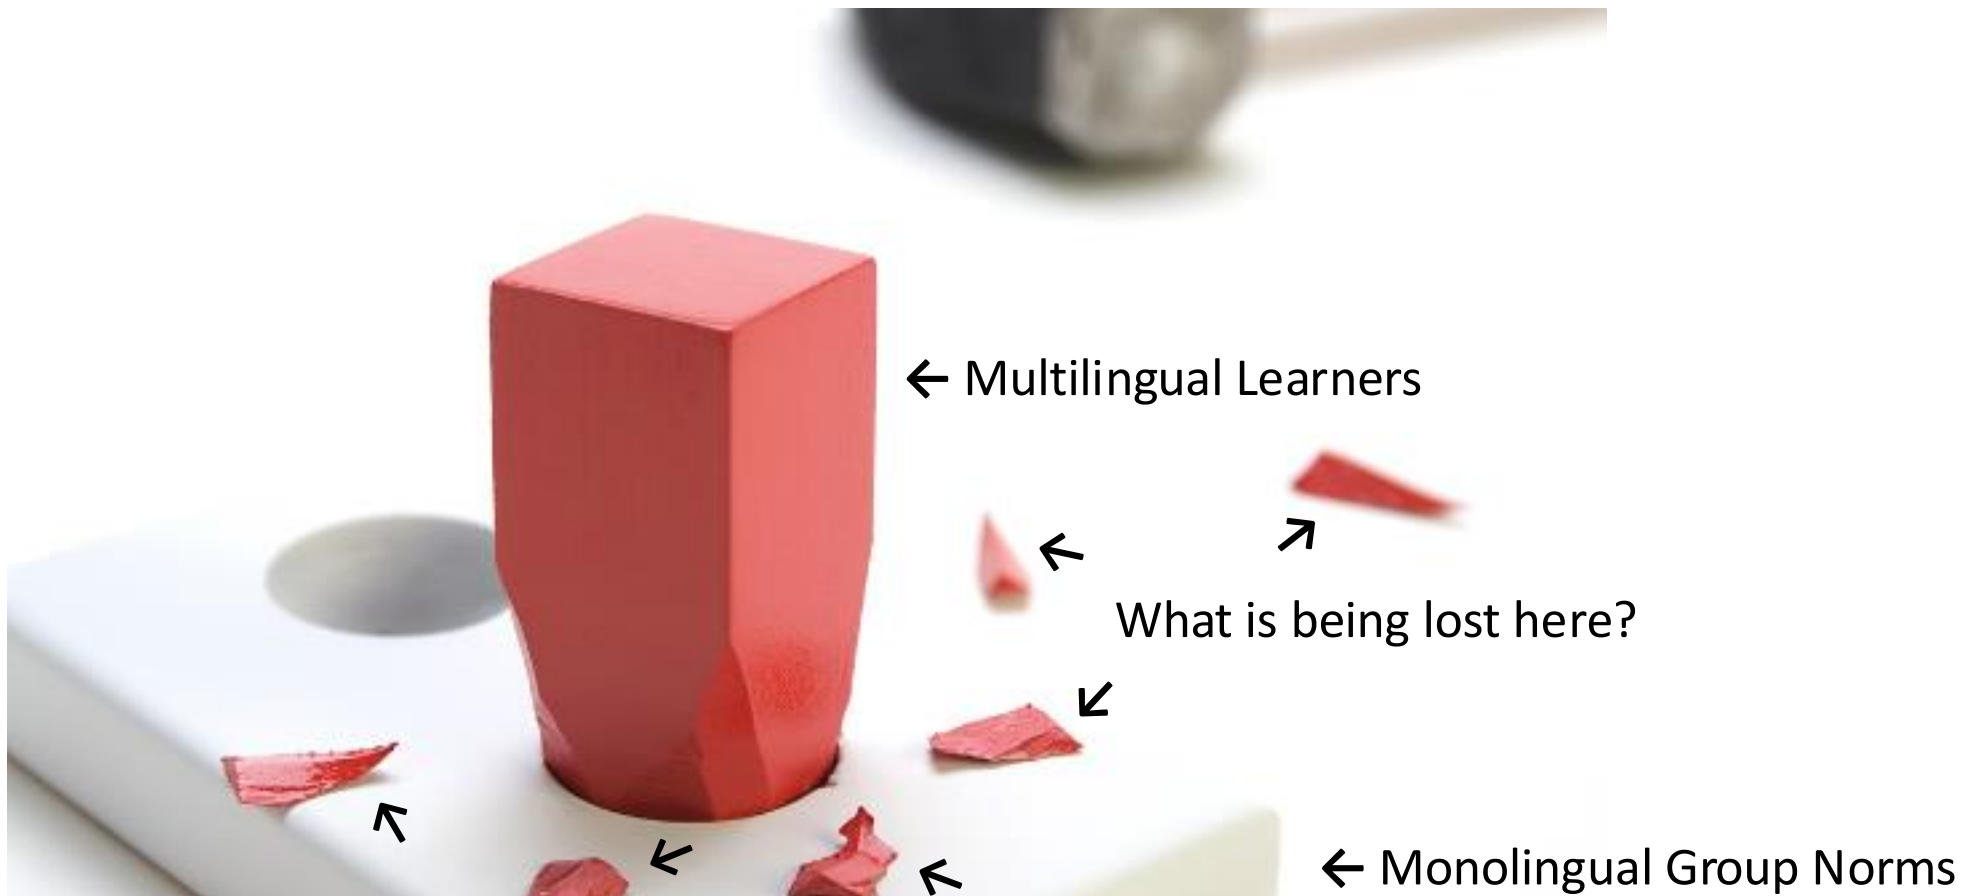 ← Multilingual Learners
What is being lost here?
← Monolingual Group Norms